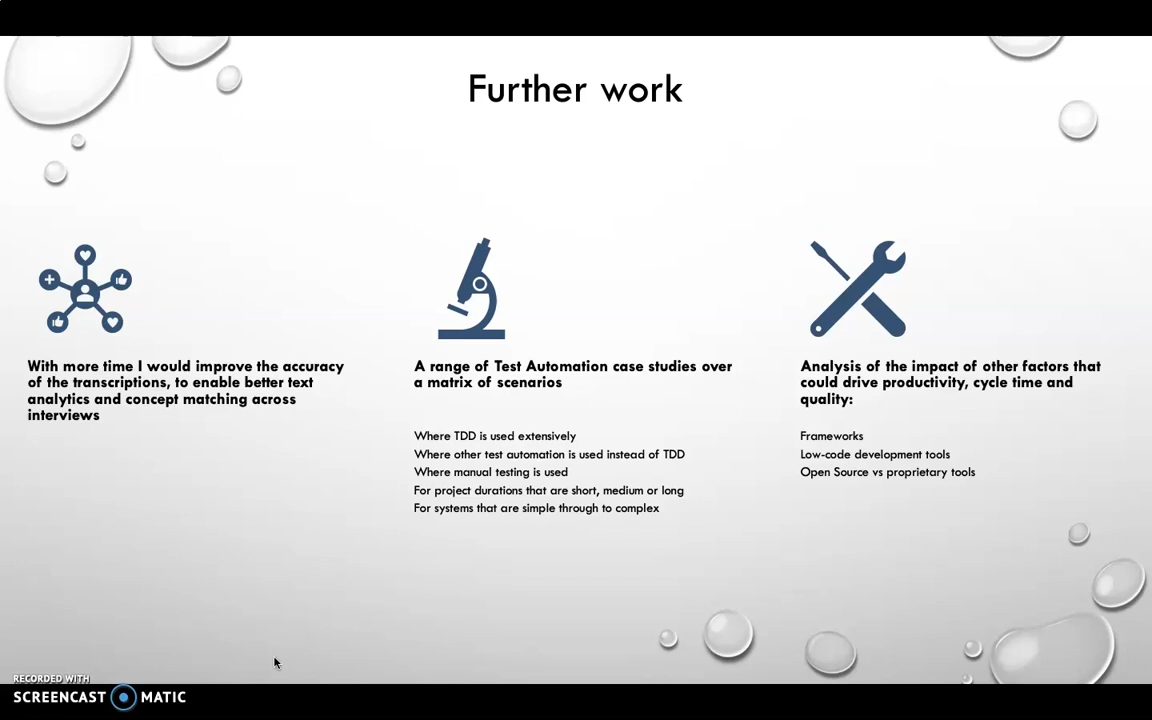 Further work
With more time I would improve the accuracy
of the transcriptions, to enable better text
analytics and concept matching across
interviews
A range of Test Automation case studies over
a matrix of scenarios
Where TDD is used extensively
Where other test automation is used instead of TDD
Where manual testing is used
For project durations that are short, medium or long
For systems that are simple through to complex
Analysis of the impact of other factors that
could drive productivity, cycle time and
quality:
Frameworks
Low-code development tools
Open Source vs proprietary tools
RECORDED WITH
SCREENCAST MATIC